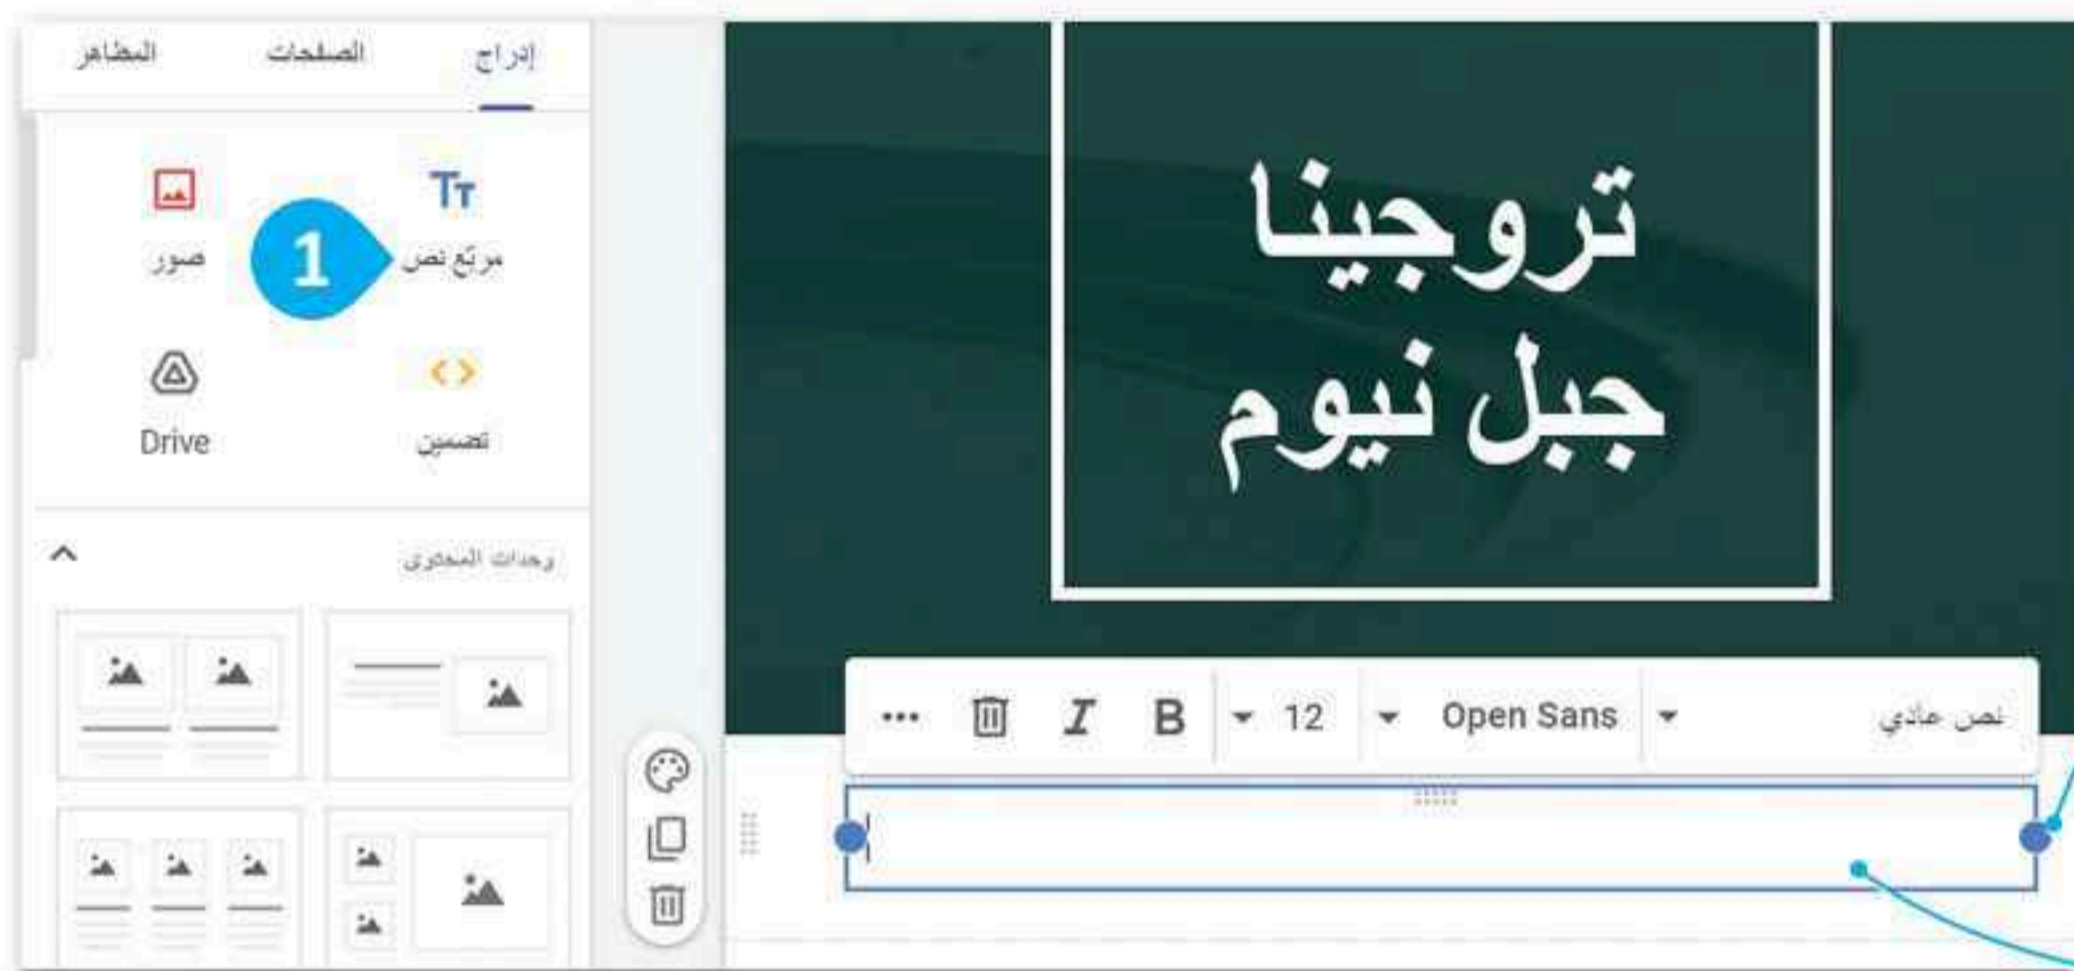 إدراج الصفحات المظاهر
مربّع نص صور
1
تضمين Drive
وحدات المحتوى
تروجينا
جبل نيوم
نص عادي Open Sans 12 B I